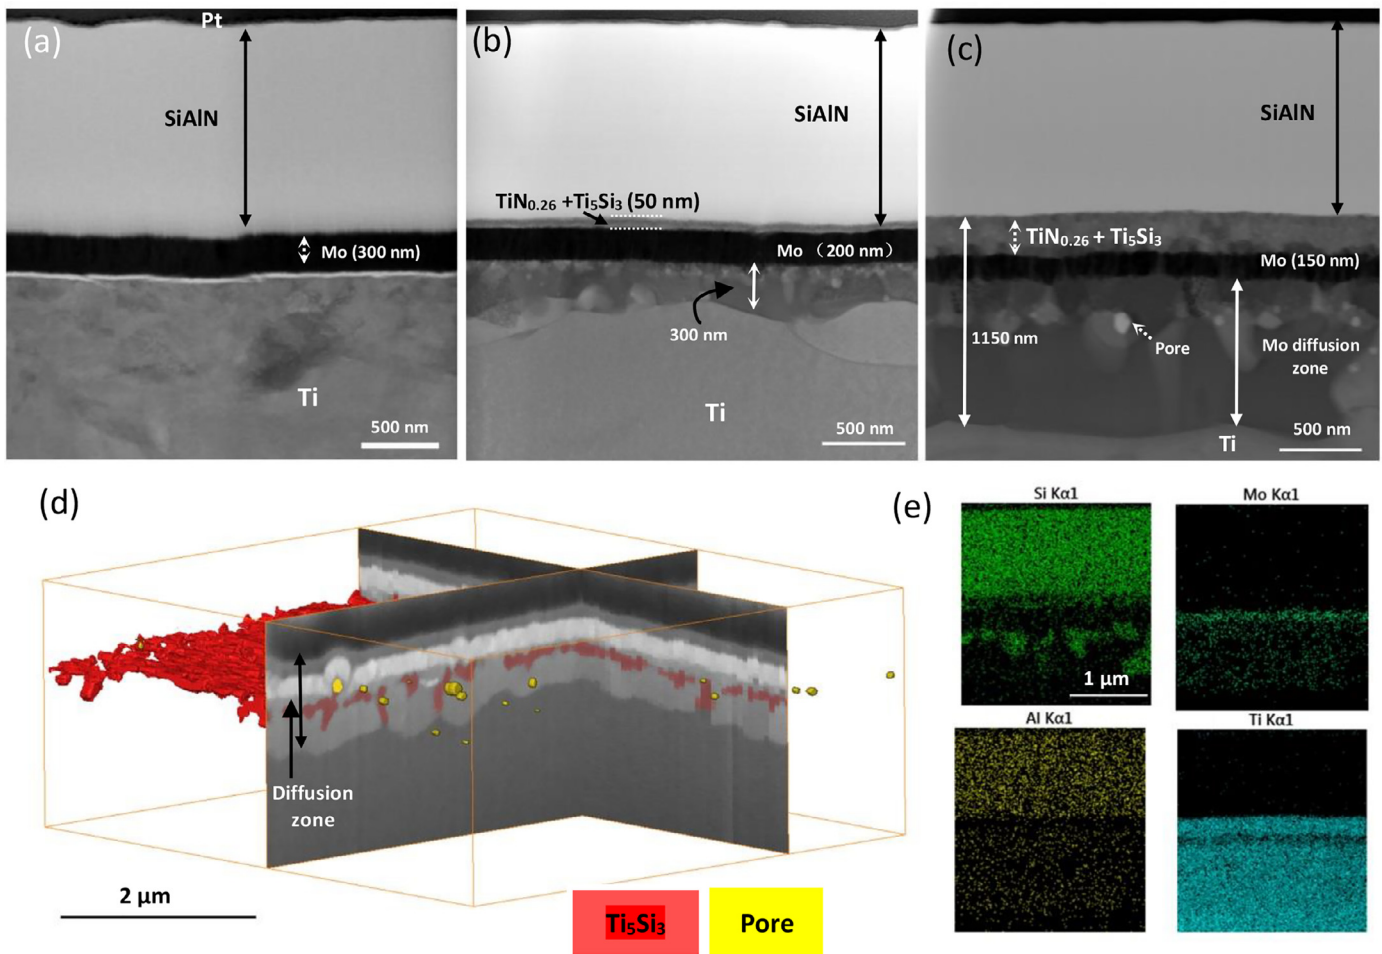 (a)
Pt
SiAlN
Mo (300 nm)
Ti
500 nm
(b)
SiAlN
TiN0.26 +Ti5Si3 (50 nm)
Mo （200 nm）
300 nm
Ti
500 nm
(c)
SiAlN
TiN0.26 + Ti5Si3
Mo (150 nm)
1150 nm
Pore
Mo diffusion
zone
Ti
500 nm
(d)
Diffusion
zone
2 µm
Ti5Si3
Pore
(e)
Si Kα1
Mo Kα1
1 µm
Al Kα1
Ti Kα1